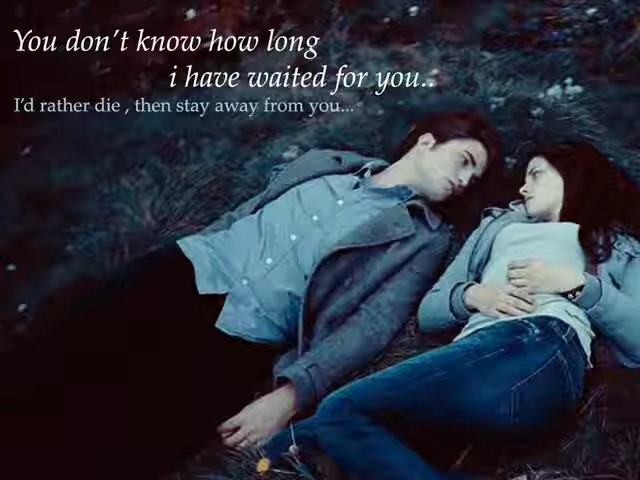 You don't know how long
i have waited for you..
I'd rather die , then stay away from you...